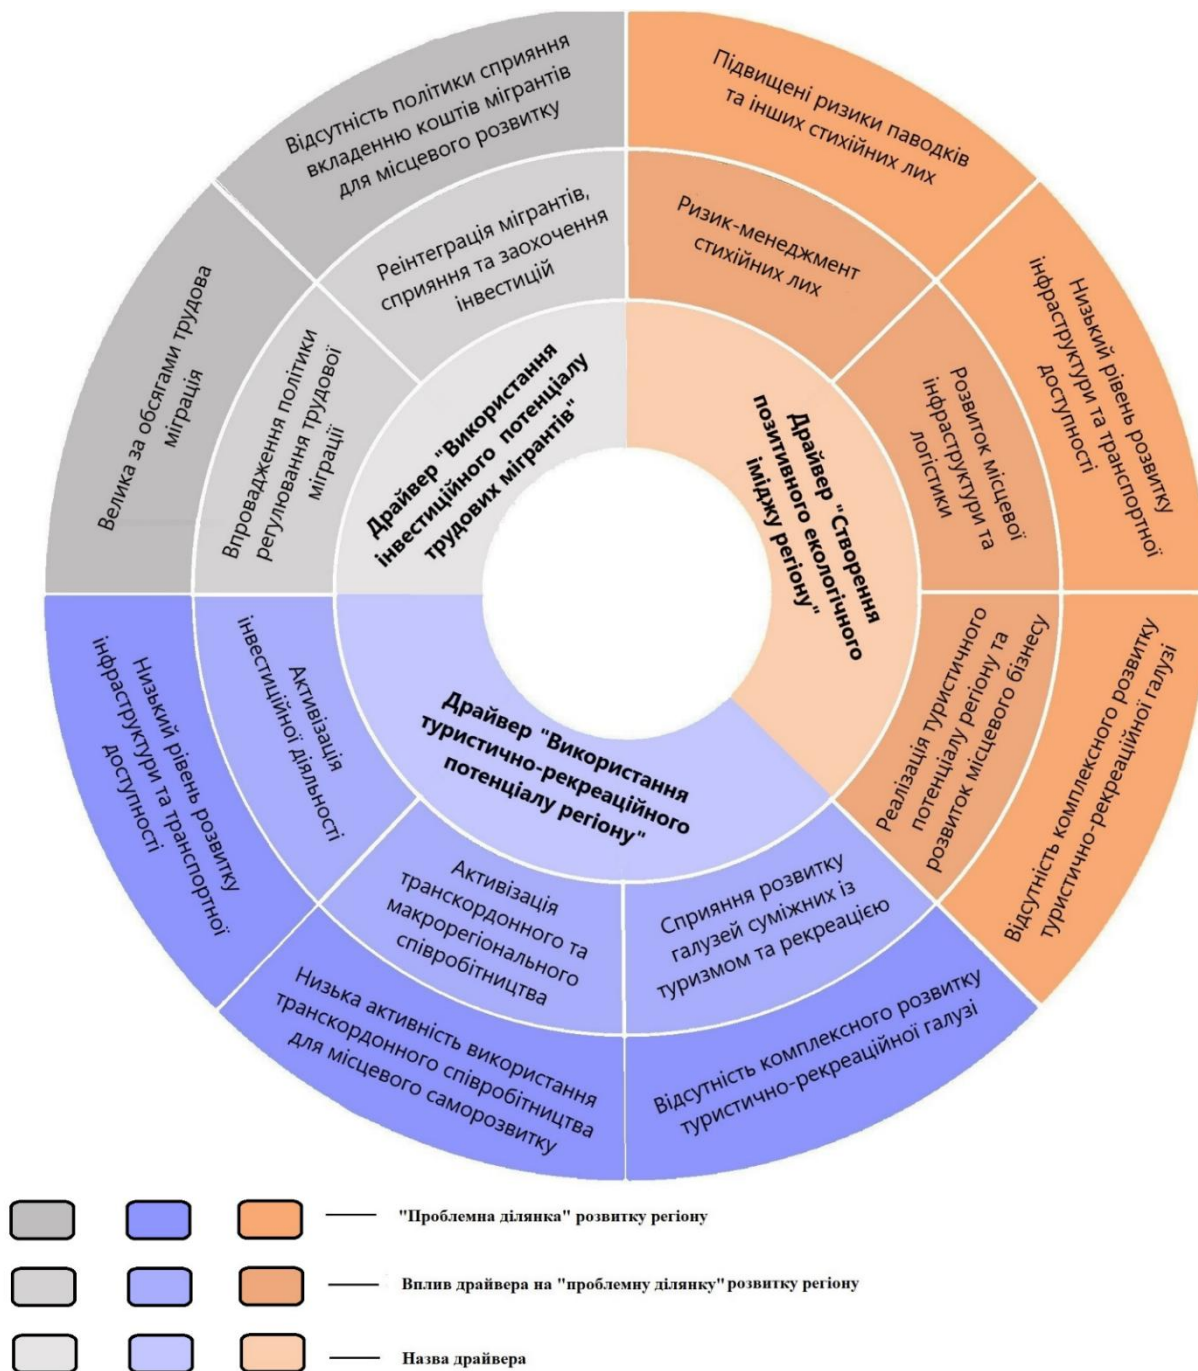 Відсутність політики сприяння
вкладенню коштів мігрантів
для місцевого розвитку
Підвищені ризики паводків
та інших стихійних лих
Реінтеграція мігрантів,
сприяння та заохочення
інвестицій
Ризик-менеджмент
стихійних лих
Велика за обсягами трудова
міграція
Впровадження політики
регулювання трудової
міграції
Драйвер "Використання
інвестиційного потенціалу
трудових мігрантів"
Драйвер "Створення
позитивного екологічного
іміджу регіону"
Розвиток місцевої
інфраструктури та
логістики
Низький рівень розвитку
інфраструктури та транспортної
доступності
Низький рівень розвитку
інфраструктури та транспортної
доступності
Активізація
інвестиційної діяльності
Драйвер "Використання
туристично-рекреаційного
потенціалу регіону"
Реалізація туристичного
потенціалу регіону та
розвиток місцевого бізнесу
Відсутність комплексного розвитку
туристично-рекреаційної галузі
Активізація
транскордонного та
макрорегіонального
співробітництва
Сприяння розвитку
галузей суміжних із
туризмом та рекреацією
Низька активність використання
транскордонного співробітництва
для місцевого саморозвитку
Відсутність комплексного розвитку
туристично-рекреаційної галузі
"Проблемна ділянка" розвитку регіону
Вплив драйвера на "проблемну ділянку" розвитку регіону
Назва драйвера